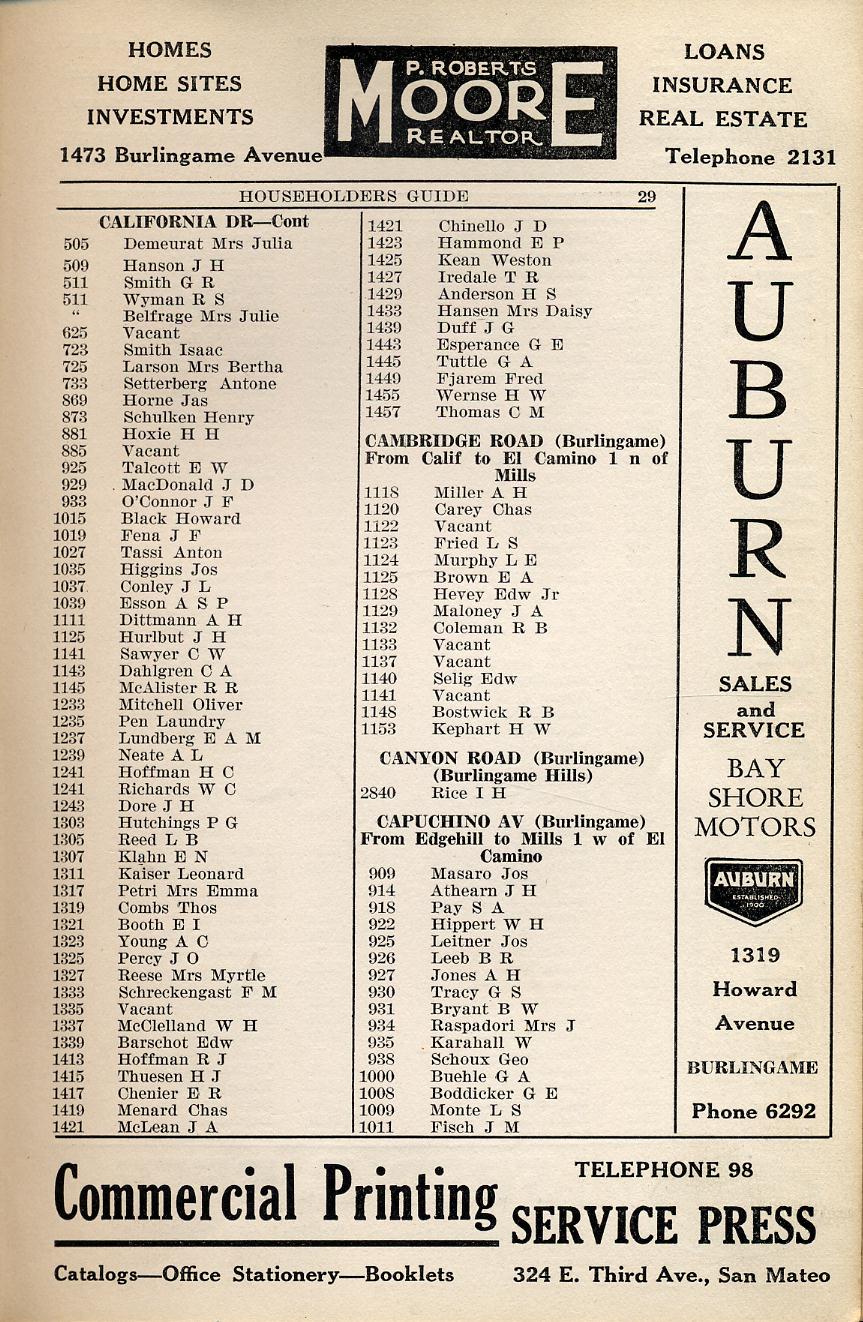 HOMES
HOME SITES
INVESTMENTS
1473 Burlingame Avenue
P. ROBERTS
MOORE
REALTOR
LOANS
INSURANCE
REAL ESTATE
Telephone 2131
HOUSEHOLDERS GUIDE 29
CALIFORNIA DR—Cont
505 Demeurat Mrs Julia
509 Hanson J H
511 Smith G R
511 Wyman R S
“ Belfrage Mrs Julie
625 Vacant
723 Smith Isaac
725 Larson Mrs Bertha
733 Setterberg Antone
869 Horne Jas
873 Schulken Henry
881 Hoxie H H
885 Vacant
925 Talcott E W
929 MacDonald J D
933 O'Connor J F
1015 Black Howard
1019 Fena J F
1027 Tassi Anton
1035 Higgins Jos
1037 Conley J L
1039 Esson A S P
1111 Dittmann A H
1125 Hurlbut J H
1141 Sawyer C W
1143 Dahlgren C A
1145 McAlister R R
1233 Mitchell Oliver
1235 Pen Laundry
1237 Lundberg E A M
1239 Neate A L
1241 Hoffman H C
1241 Richards W C
1243 Dore J H
1303 Hutchings P G
1305 Reed L B
1307 Klahn E N
1311 Kaiser Leonard
1317 Petri Mrs Emma
1319 Combs Thos
1321 Booth E I
1323 Young A C
1325 Percy J O
1327 Reese Mrs Myrtle
1333 Schreckengast F M
1335 Vacant
1337 McClelland W H
1339 Barschot Edw
1413 Hoffman R J
1415 Thuesen H J
1417 Chenier E R
1419 Menard Chas
1421 McLean J A
1421 Chinello J D
1423 Hammond E P
1425 Kean Weston
1427 Iredale T R
1429 Anderson H S
1433 Hansen Mrs Daisy
1439 Duff J G
1443 Esperance G E
1445 Tuttle G A
1449 Fjarem Fred
1455 Wernse H W
1457 Thomas C M
CAMBRIDGE ROAD (Burlingame)
From Calif to El Camino 1 n of
Mills
1118 Miller A H
1120 Carey Chas
1122 Vacant
1123 Fried L S
1124 Murphy L E
1125 Brown E A
1128 Hevey Edw Jr
1129 Maloney J A
1132 Coleman R B
1133 Vacant
1137 Vacant
1140 Selig Edw
1141 Vacant
1148 Bostwick R B
1153 Kephart H W
CANYON ROAD (Burlingame)
(Burlingame Hills)
2840 Rice I H
CAPUCHINO AV (Burlingame)
From Edgehill to Mills 1 w of El
Camino
909 Masaro Jos
914 Athearn J H
918 Pay S A
922 Hippert W H
925 Leitner Jos
926 Leeb B R
927 Jones A H
930 Tracy G S
931 Bryant B W
934 Raspadori Mrs J
935 Karahall W
938 Schoux Geo
1000 Buehle G A
1008 Boddicker G E
1009 Monte L S
1011 Fisch J M
AUBURN
SALES
and
SERVICE
BAY
SHORE
MOTORS
AUBURN
ESTABLISHED
1900
1319
Howard
Avenue
BURLINGAME
Phone 6292
Commercial Printing
Catalogs—Office Stationery—Booklets
TELEPHONE 98
SERVICE PRESS
324 E. Third Ave., San Mateo